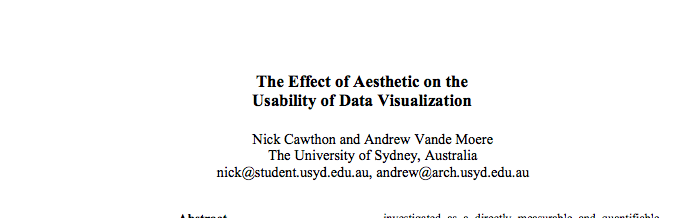 The Effect of Aesthetic on the
Usability of Data Visualization
Nick Cawthon and Andrew Vande Moere
The University of Sydney, Australia
nick@student.usyd.edu.au, andrew@arch.usyd.edu.au
Abstract
investigated as a directly measurable and quantifiable